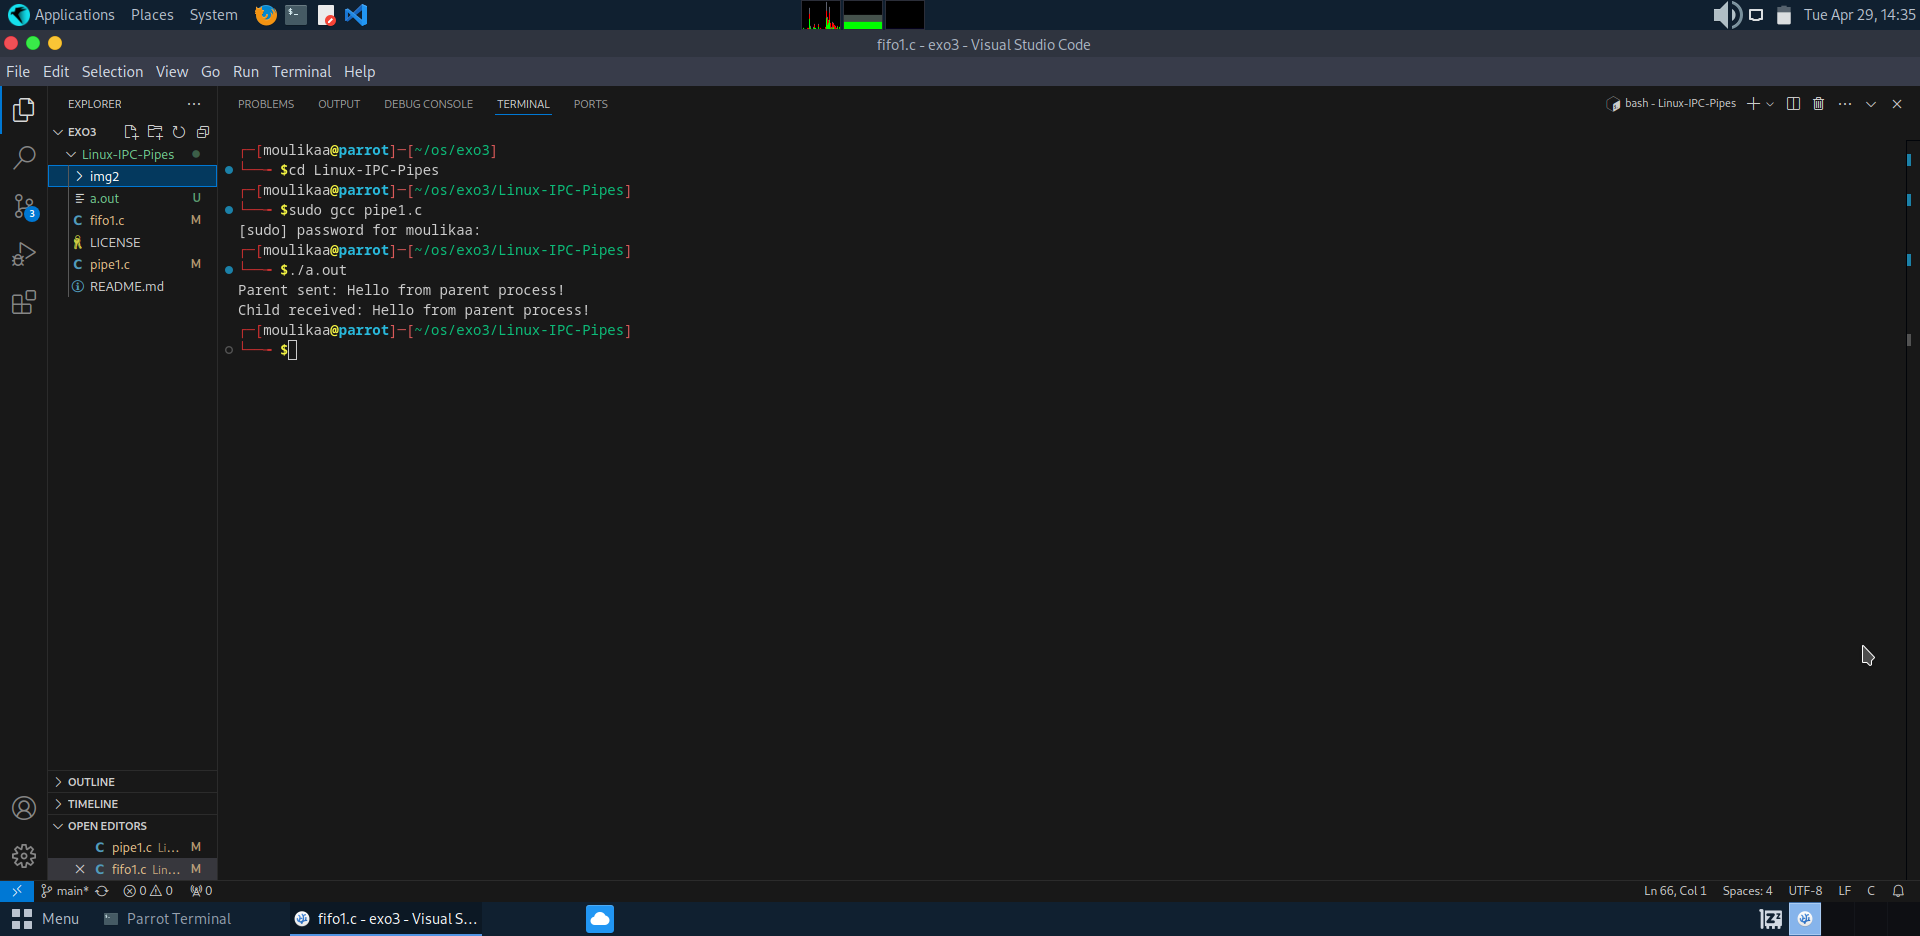 Applications Places System
Tue Apr 29, 14:35
fifo1.c - exo3 - Visual Studio Code
File Edit Selection View Go Run Terminal Help
EXPLORER
PROBLEMS OUTPUT DEBUG CONSOLE TERMINAL PORTS
bash - Linux-IPC-Pipes
EXO3
Linux-IPC-Pipes
img2
a.out U
fifo1.c M
LICENSE
pipe1.c M
README.md
3
[moulikaa@parrot]─[~/os/exo3]
$cd Linux-IPC-Pipes
[moulikaa@parrot]─[~/os/exo3/Linux-IPC-Pipes]
$sudo gcc pipe1.c
[sudo] password for moulikaa:
[moulikaa@parrot]─[~/os/exo3/Linux-IPC-Pipes]
$./a.out
Parent sent: Hello from parent process!
Child received: Hello from parent process!
[moulikaa@parrot]─[~/os/exo3/Linux-IPC-Pipes]
$
OUTLINE
TIMELINE
OPEN EDITORS
pipe1.c Li... M
fifo1.c Lin... M
main* 0 0 0
Ln 66, Col 1 Spaces: 4 UTF-8 LF C
Menu Parrot Terminal fifo1.c - exo3 - Visual S...